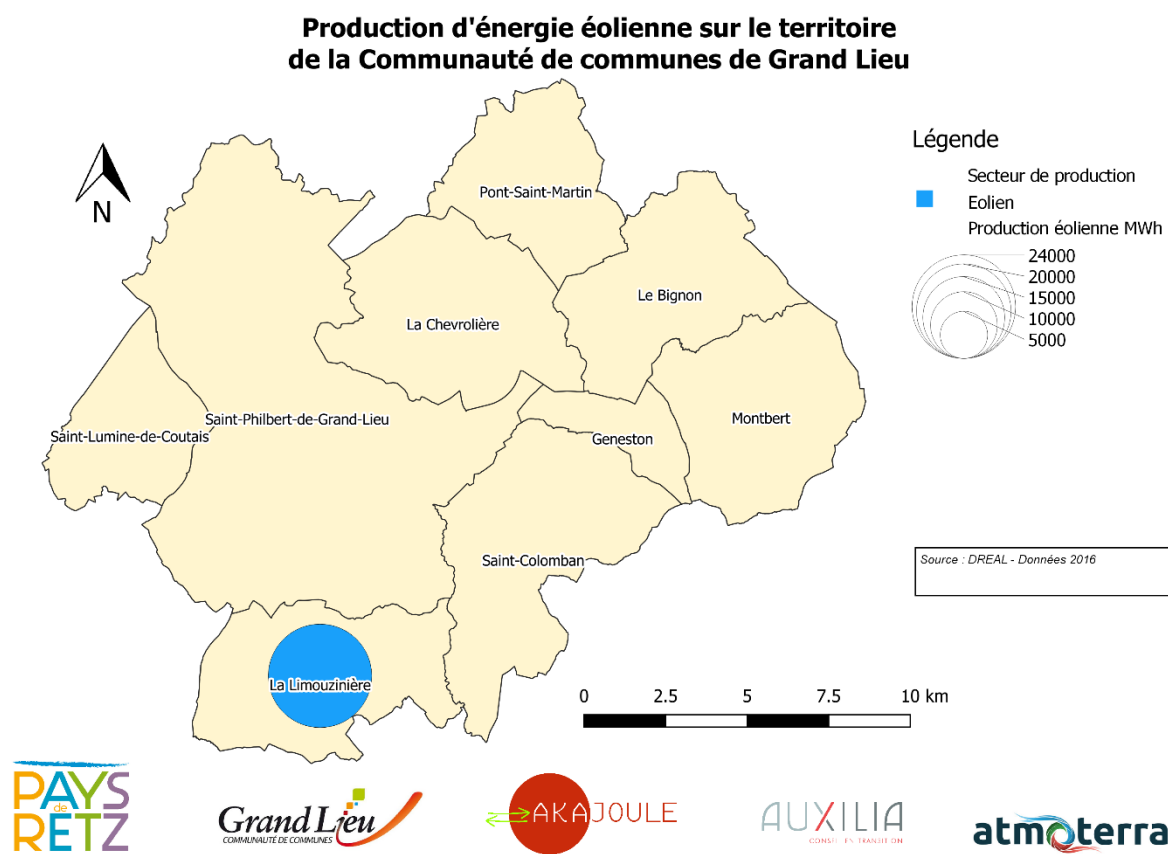 Production d'énergie éolienne sur le territoire
de la Communauté de communes de Grand Lieu
N
Pont-Saint-Martin
Le Bignon
La Chevrolière
Saint-Philbert-de-Grand-Lieu
Saint-Lumine-de-Coutais
Geneston
Montbert
Saint-Colomban
La Limouzinière
Légende
Secteur de production
Eolien
Production éolienne MWh
24000
20000
15000
10000
5000
Source : DREAL - Données 2016
0 2.5 5 7.5 10 km
PAYS
de
RETZ
Grand Lieu
COMMUNAUTÉ DE COMMUNES
AKAJOULE
AUXILIA
CONSEIL EN TRANSITION
atmoterra